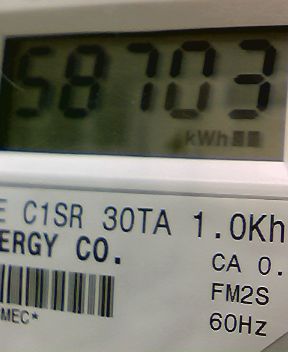 58703
kWh
E C1SR 30TA 1.0Kh
ERGY CO.
CA 0.
FM2S
MEC*
60Hz